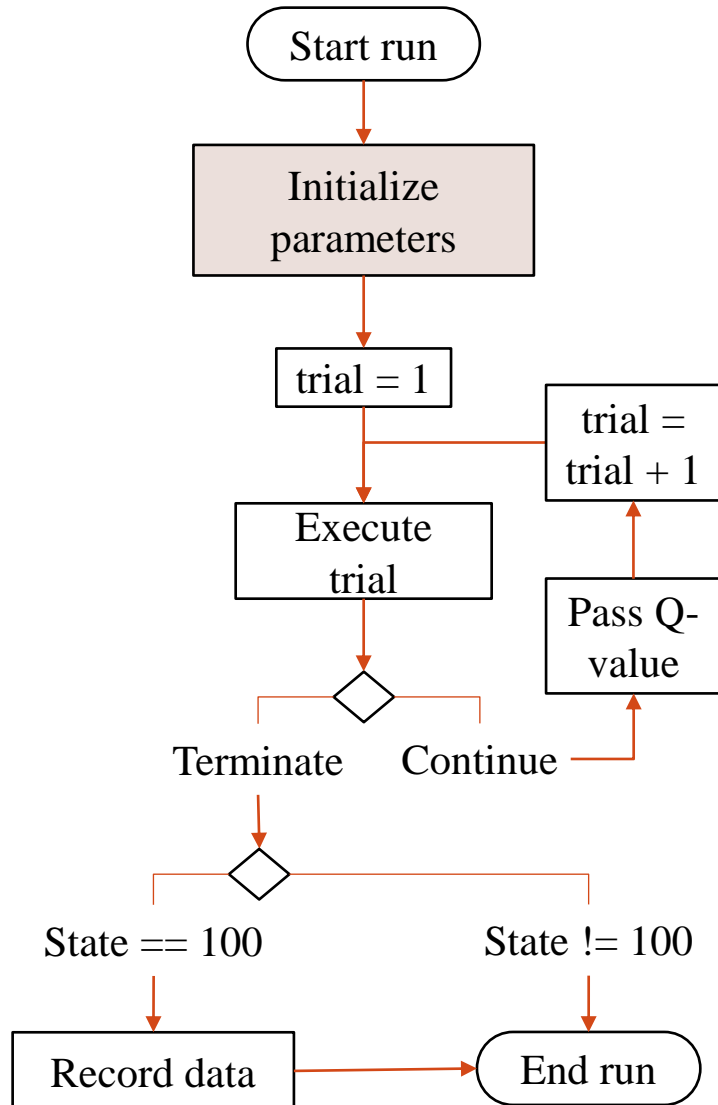 Start run
Initialize
parameters
trial = 1
trial =
trial + 1
Execute
trial
Pass Q-
value
Terminate
Continue
State == 100
State != 100
Record data
End run